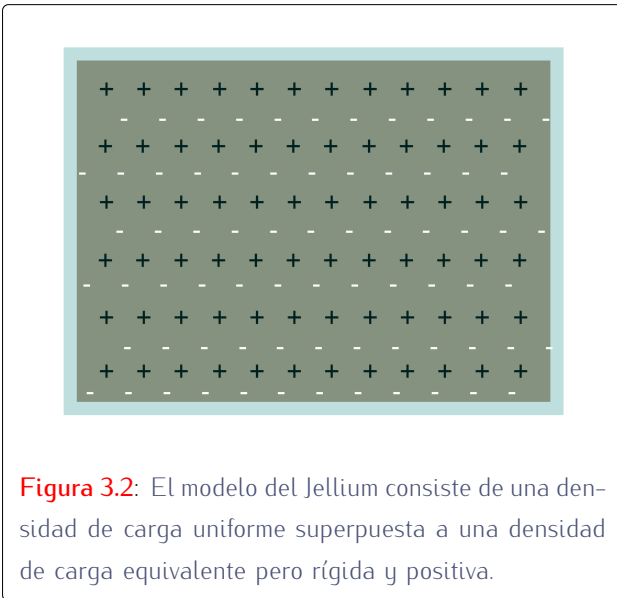 + + + + + + + + + + + +
- - - - - - - - - - - -
+ + + + + + + + + + + +
- - - - - - - - - - - -
+ + + + + + + + + + + +
- - - - - - - - - - - -
+ + + + + + + + + + + +
- - - - - - - - - - - -
+ + + + + + + + + + + +
- - - - - - - - - - - -
+ + + + + + + + + + + +
- - - - - - - - - - - -
Figura 3.2: El modelo del Jellium consiste de una den-
sidad de carga uniforme superpuesta a una densidad
de carga equivalente pero rígida y positiva.